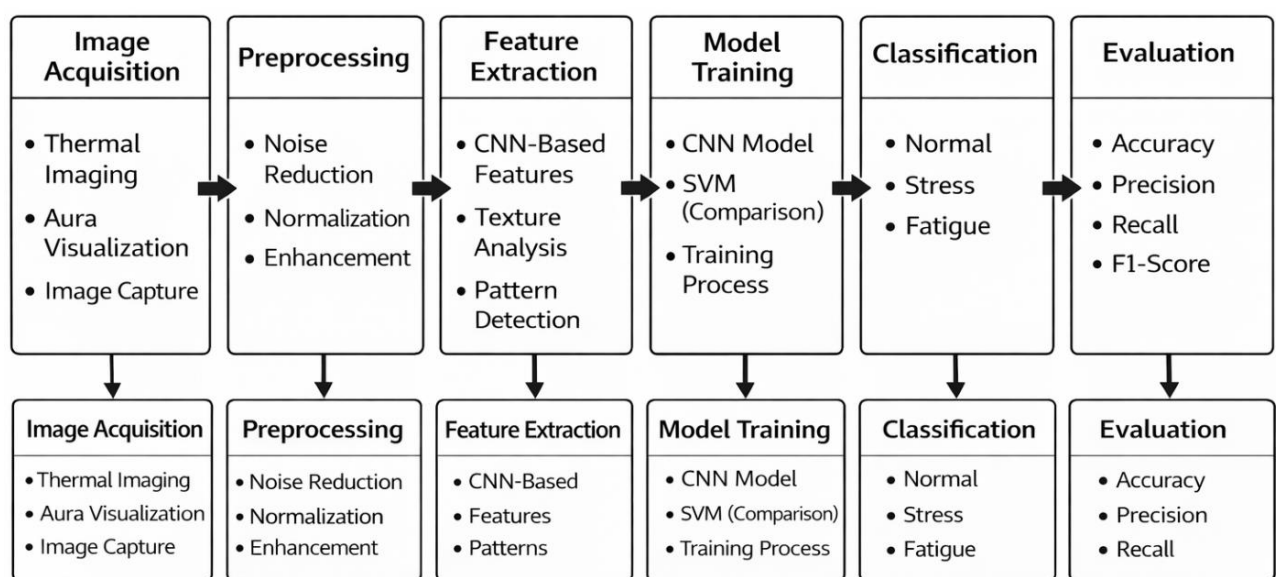 Image
Acquisition
• Thermal
Imaging
• Aura
Visualization
• Image Capture
Preprocessing
• Noise
Reduction
• Normalization
• Enhancement
Feature
Extraction
• CNN-Based
Features
• Texture
Analysis
• Pattern
Detection
Model
Training
• CNN Model
• SVM
(Comparison)
• Training
Process
Classification
• Normal
• Stress
• Fatigue
Evaluation
• Accuracy
• Precision
• Recall
• F1-Score
Image Acquisition
• Thermal Imaging
• Aura Visualization
• Image Capture
Preprocessing
• Noise Reduction
• Normalization
• Enhancement
Feature Extraction
• CNN-Based
• Features
• Patterns
Model Training
• CNN Model
• SVM (Comparison)
• Training Process
Classification
• Normal
• Stress
• Fatigue
Evaluation
• Accuracy
• Precision
• Recall